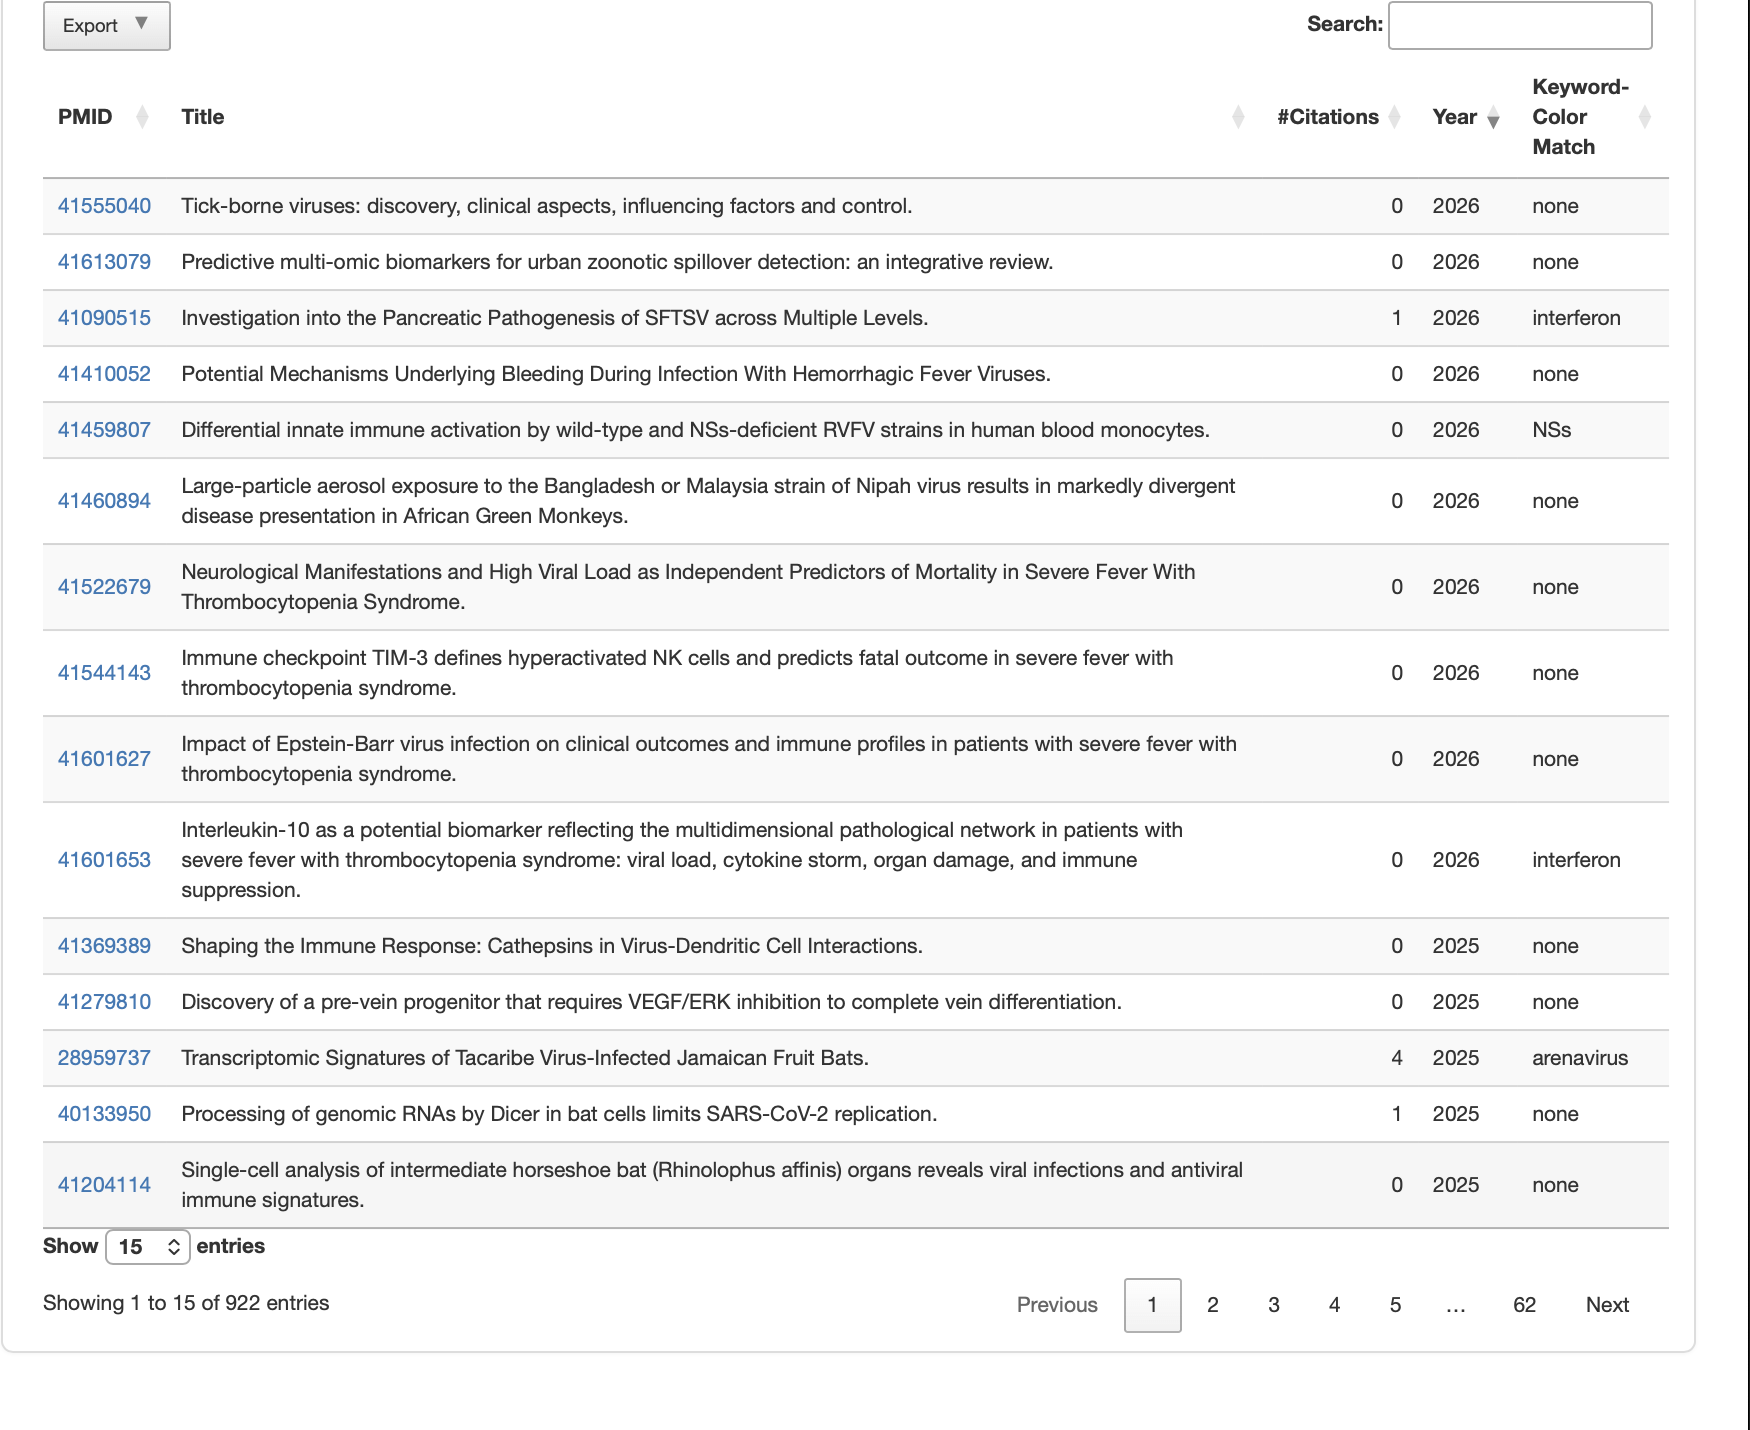 Export ▼
Search:
PMID Title #Citations Year Keyword-
Color
Match
41555040 Tick-borne viruses: discovery, clinical aspects, influencing factors and control. 0 2026 none
41613079 Predictive multi-omic biomarkers for urban zoonotic spillover detection: an integrative review. 0 2026 none
41090515 Investigation into the Pancreatic Pathogenesis of SFTSV across Multiple Levels. 1 2026 interferon
41410052 Potential Mechanisms Underlying Bleeding During Infection With Hemorrhagic Fever Viruses. 0 2026 none
41459807 Differential innate immune activation by wild-type and NSs-deficient RVFV strains in human blood monocytes. 0 2026 NSs
41460894 Large-particle aerosol exposure to the Bangladesh or Malaysia strain of Nipah virus results in markedly divergent
disease presentation in African Green Monkeys. 0 2026 none
41522679 Neurological Manifestations and High Viral Load as Independent Predictors of Mortality in Severe Fever With
Thrombocytopenia Syndrome. 0 2026 none
41544143 Immune checkpoint TIM-3 defines hyperactivated NK cells and predicts fatal outcome in severe fever with
thrombocytopenia syndrome. 0 2026 none
41601627 Impact of Epstein-Barr virus infection on clinical outcomes and immune profiles in patients with severe fever with
thrombocytopenia syndrome. 0 2026 none
Interleukin-10 as a potential biomarker reflecting the multidimensional pathological network in patients with
41601653 severe fever with thrombocytopenia syndrome: viral load, cytokine storm, organ damage, and immune 0 2026 interferon
suppression.
41369389 Shaping the Immune Response: Cathepsins in Virus-Dendritic Cell Interactions. 0 2025 none
41279810 Discovery of a pre-vein progenitor that requires VEGF/ERK inhibition to complete vein differentiation. 0 2025 none
28959737 Transcriptomic Signatures of Tacaribe Virus-Infected Jamaican Fruit Bats. 4 2025 arenavirus
40133950 Processing of genomic RNAs by Dicer in bat cells limits SARS-CoV-2 replication. 1 2025 none
41204114 Single-cell analysis of intermediate horseshoe bat (Rhinolophus affinis) organs reveals viral infections and antiviral
immune signatures. 0 2025 none
Show 15 entries
Showing 1 to 15 of 922 entries
Previous 1 2 3 4 5 … 62 Next